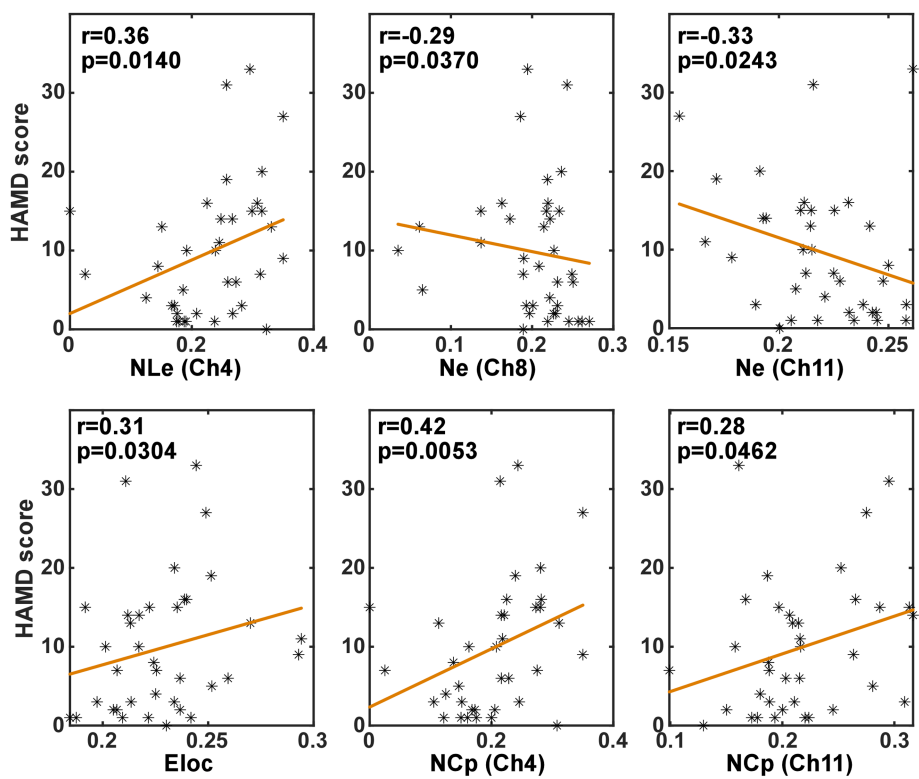 r=0.36
p=0.0140
HAMD score
30
20
10
0
0 0.2 0.4
NLe (Ch4)
r=-0.29
p=0.0370
30
20
10
0
0 0.1 0.2 0.3
Ne (Ch8)
r=-0.33
p=0.0243
30
20
10
0
0.15 0.2 0.25
Ne (Ch11)
r=0.31
p=0.0304
HAMD score
30
20
10
0
0.2 0.25 0.3
Eloc
r=0.42
p=0.0053
30
20
10
0
0 0.2 0.4
NCp (Ch4)
r=0.28
p=0.0462
30
20
10
0
0.1 0.2 0.3
NCp (Ch11)